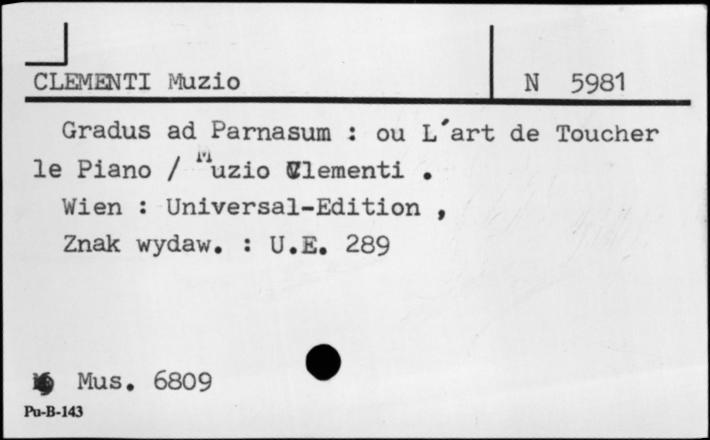 CLEMENTI Muzio
N 5981
Gradus ad Parnasum : ou L´art de Toucher
le Piano / Muzio Clementi .
Wien : Universal-Edition ,
Znak wydaw. : U.E. 289
Mus. 6809
Pu-B-143